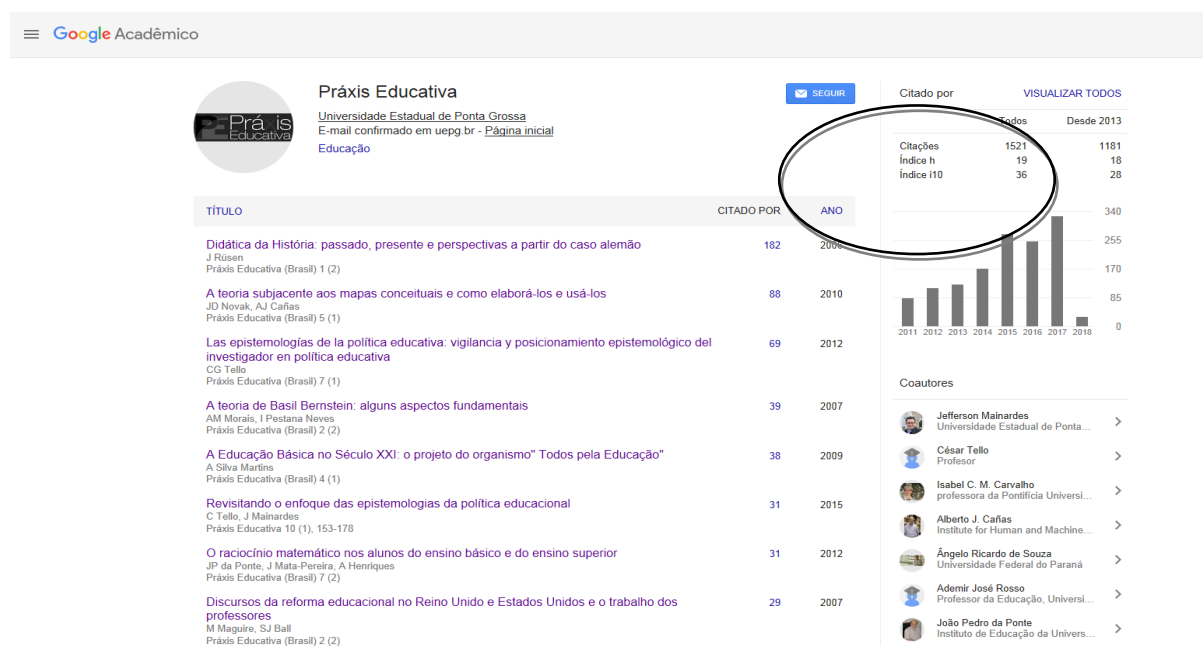 Google Acadêmico
Práxis Educativa
Práxis
Educativa
Universidade Estadual de Ponta Grossa
E-mail confirmado em uepg.br - Página inicial
Educação
SEGUIR
TÍTULO CITADO POR ANO
Didática da História: passado, presente e perspectivas a partir do caso alemão 182
J Rüsen
Práxis Educativa (Brasil) 1 (2)
A teoria subjacente aos mapas conceituais e como elaborá-los e usá-los 88 2010
JD Novak, AJ Cañas
Práxis Educativa (Brasil) 5 (1)
Las epistemologías de la política educativa: vigilancia y posicionamiento epistemológico del 69 2012
investigador en política educativa
CG Tello
Práxis Educativa (Brasil) 7 (1)
A teoria de Basil Bernstein: alguns aspectos fundamentais 39 2007
AM Morais, I Pestana Neves
Práxis Educativa (Brasil) 2 (2)
A Educação Básica no Século XXI: o projeto do organismo" Todos pela Educação" 38 2009
A Silva Martins
Práxis Educativa (Brasil) 4 (1)
Revisitando o enfoque das epistemologias da política educacional 31 2015
C Tello, J Mainardes
Práxis Educativa 10 (1), 153-178
O raciocínio matemático nos alunos do ensino básico e do ensino superior 31 2012
JP da Ponte, J Mata-Pereira, A Henriques
Práxis Educativa (Brasil) 7 (2)
Discursos da reforma educacional no Reino Unido e Estados Unidos e o trabalho dos 29 2007
professores
M Maguire, SJ Ball
Práxis Educativa (Brasil) 2 (2)
Citado por VISUALIZAR TODOS
Todos Desde 2013
Citações 1521 1181
Índice h 19 18
Índice i10 36 28
340
255
170
85
0
2011 2012 2013 2014 2015 2016 2017 2018
Coautores
Jefferson Mainardes
Universidade Estadual de Ponta...
César Tello
Profesor
Isabel C. M. Carvalho
professora da Pontifícia Universi...
Alberto J. Cañas
Institute for Human and Machine...
Ângelo Ricardo de Souza
Universidade Federal do Paraná
Ademir José Rosso
Professor da Educação, Universi...
João Pedro da Ponte
Instituto de Educação da Univers...